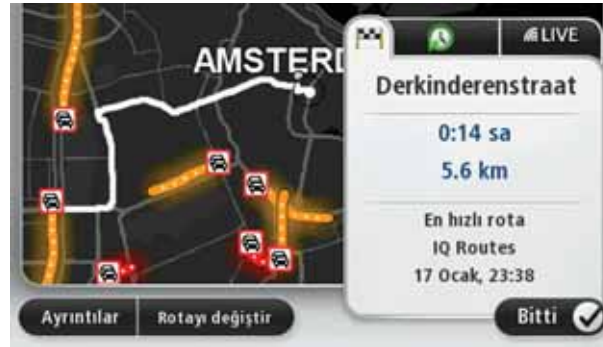 AMSTERD
LIVE
Derkinderenstraat
0:14 sa
5.6 km
En hızlı rota
IQ Routes
17 Ocak, 23:38
Ayrıntılar
Rotayı değiştir
Bitti